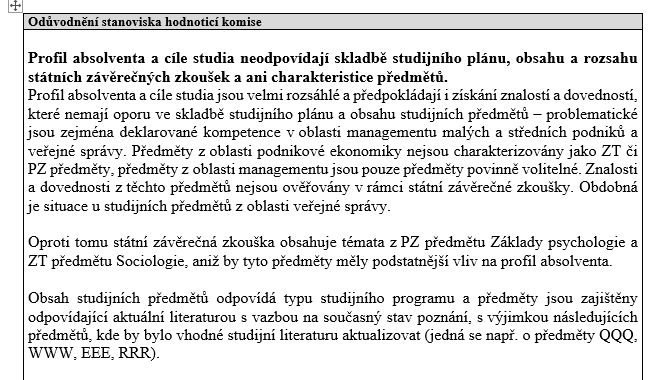 Odůvodnění stanoviska hodnoticí komise
Profil absolventa a cíle studia neodpovídají skladbě studijního plánu, obsahu a rozsahu
státních závěrečných zkoušek a ani charakteristice předmětů.
Profil absolventa a cíle studia jsou velmi rozsáhlé a předpokládají i získání znalostí a dovedností,
které nemají oporu ve skladbě studijního plánu a obsahu studijních předmětů – problematické
jsou zejména deklarované kompetence v oblasti managementu malých a středních podniků a
veřejné správy. Předměty z oblasti podnikové ekonomiky nejsou charakterizovány jako ZT či
PZ předměty, předměty z oblasti managementu jsou pouze předměty povinně volitelné. Znalosti
a dovednosti z těchto předmětů nejsou ověřovány v rámci státní závěrečné zkoušky. Obdobná
je situace u studijních předmětů z oblasti veřejné správy.
Oproti tomu státní závěrečná zkouška obsahuje témata z PZ předmětu Základy psychologie a
ZT předmětu Sociologie, aniž by tyto předměty měly podstatnější vliv na profil absolventa.
Obsah studijních předmětů odpovídá typu studijního programu a předměty jsou zajištěny
odpovídající aktuální literaturou s vazbou na současný stav poznání, s výjimkou následujících
předmětů, kde by bylo vhodné studijní literaturu aktualizovat (jedná se např. o předměty QQQ,
WWW, EEE, RRR).